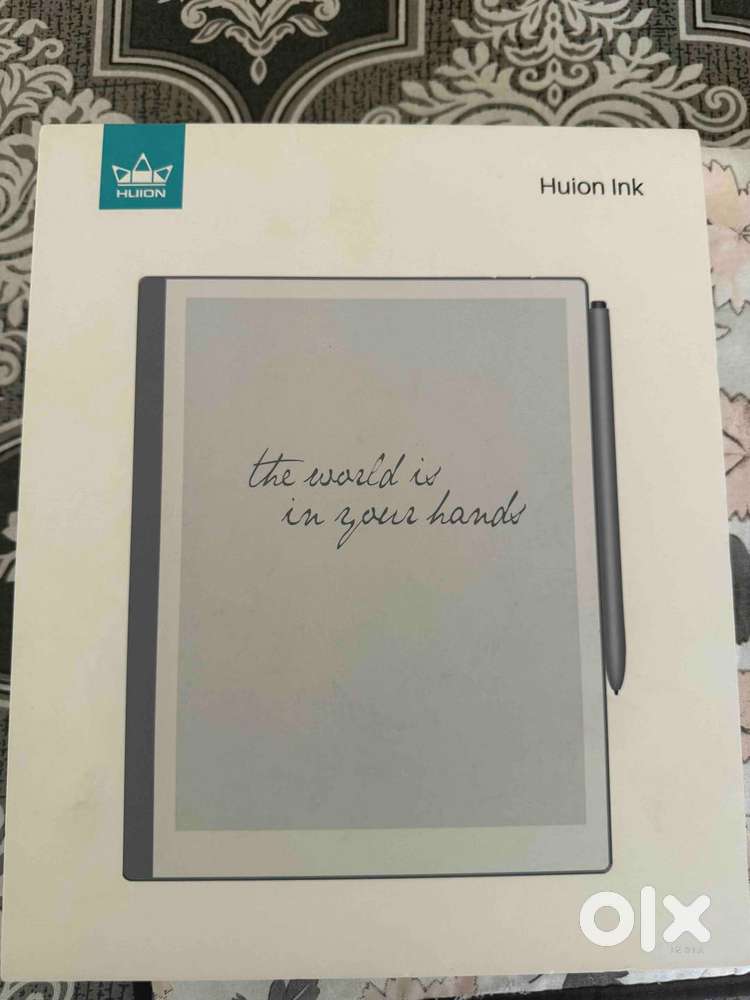 HUION
Huion Ink
the world is
in your hands
olx